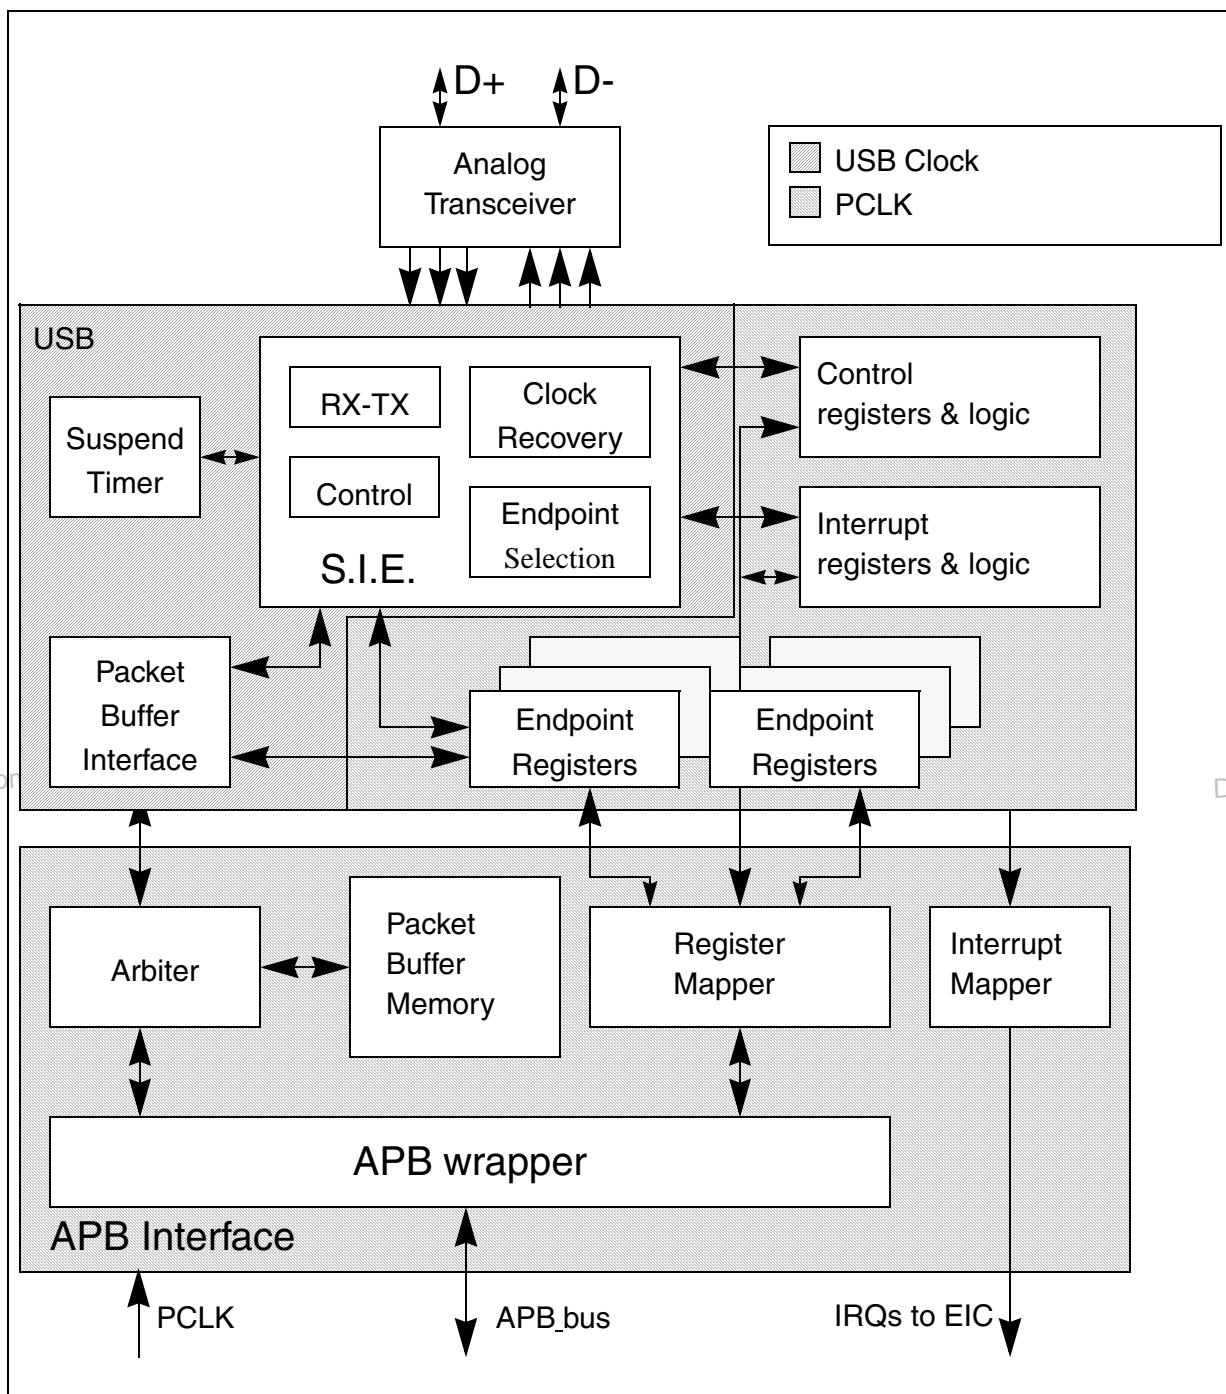 D+ D-
Analog
Transceiver
USB Clock
PCLK
USB
RX-TX
Clock
Recovery
Control
registers & logic
Suspend
Timer
Control
Endpoint
Selection
Interrupt
registers & logic
S.I.E.
Packet
Buffer
Interface
Endpoint
Registers
Endpoint
Registers
Arbiter
Packet
Buffer
Memory
Register
Mapper
Interrupt
Mapper
APB wrapper
APB Interface
PCLK
APB_bus
IRQs to EIC